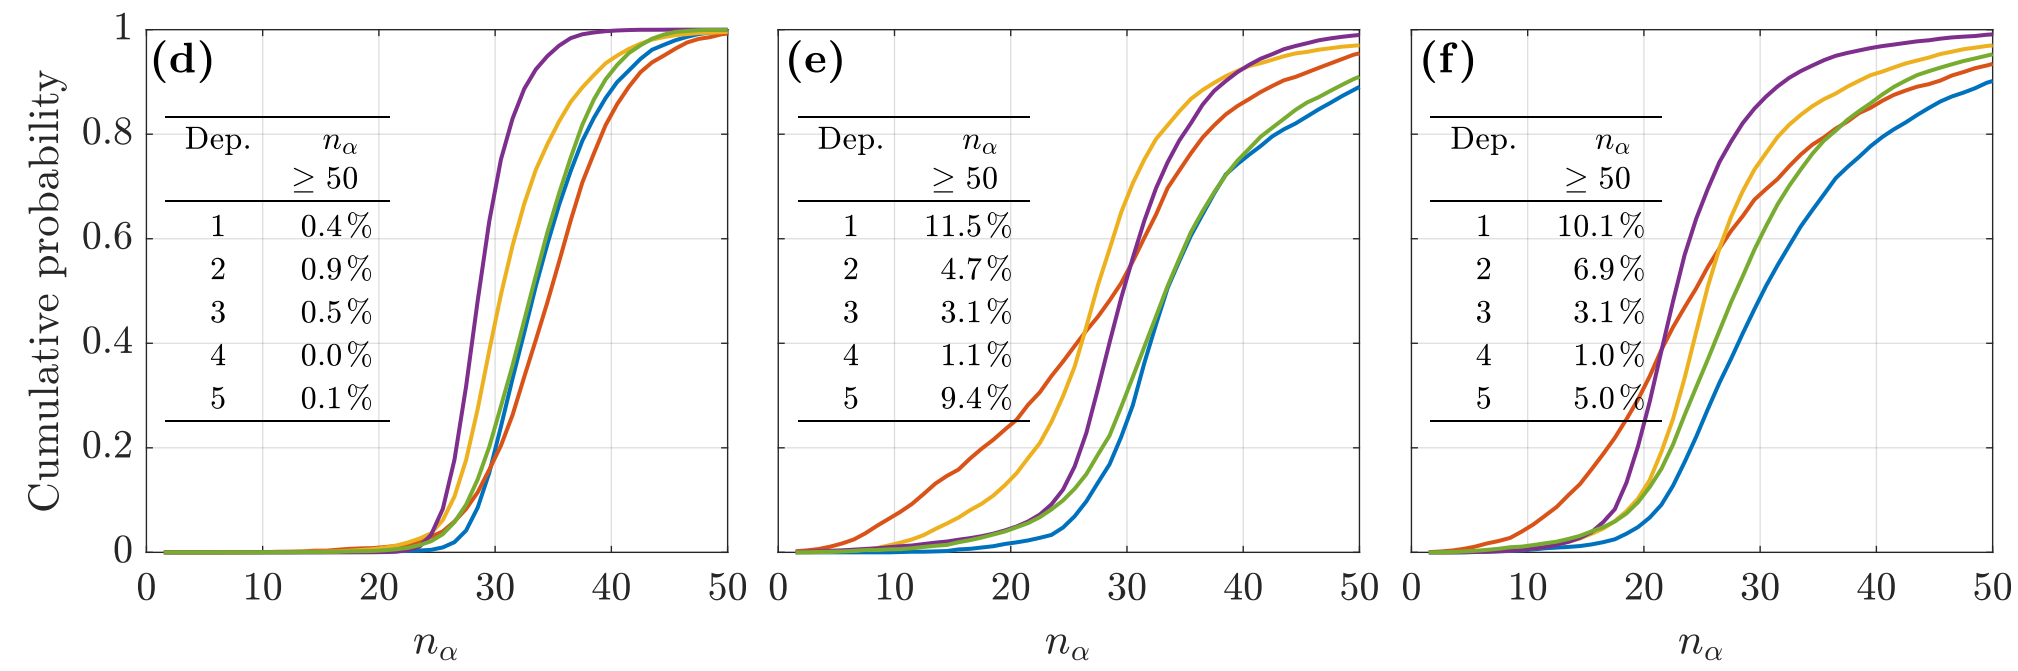 Cumulative probability
1
0.8
0.6
0.4
0.2
0
(d)
Dep. nα
≥ 50
1 0.4%
2 0.9%
3 0.5%
4 0.0%
5 0.1%
0 10 20 30 40 50
nα
(e)
Dep. nα
≥ 50
1 11.5%
2 4.7%
3 3.1%
4 1.1%
5 9.4%
0 10 20 30 40 50
nα
(f)
Dep. nα
≥ 50
1 10.1%
2 6.9%
3 3.1%
4 1.0%
5 5.0%
0 10 20 30 40 50
nα